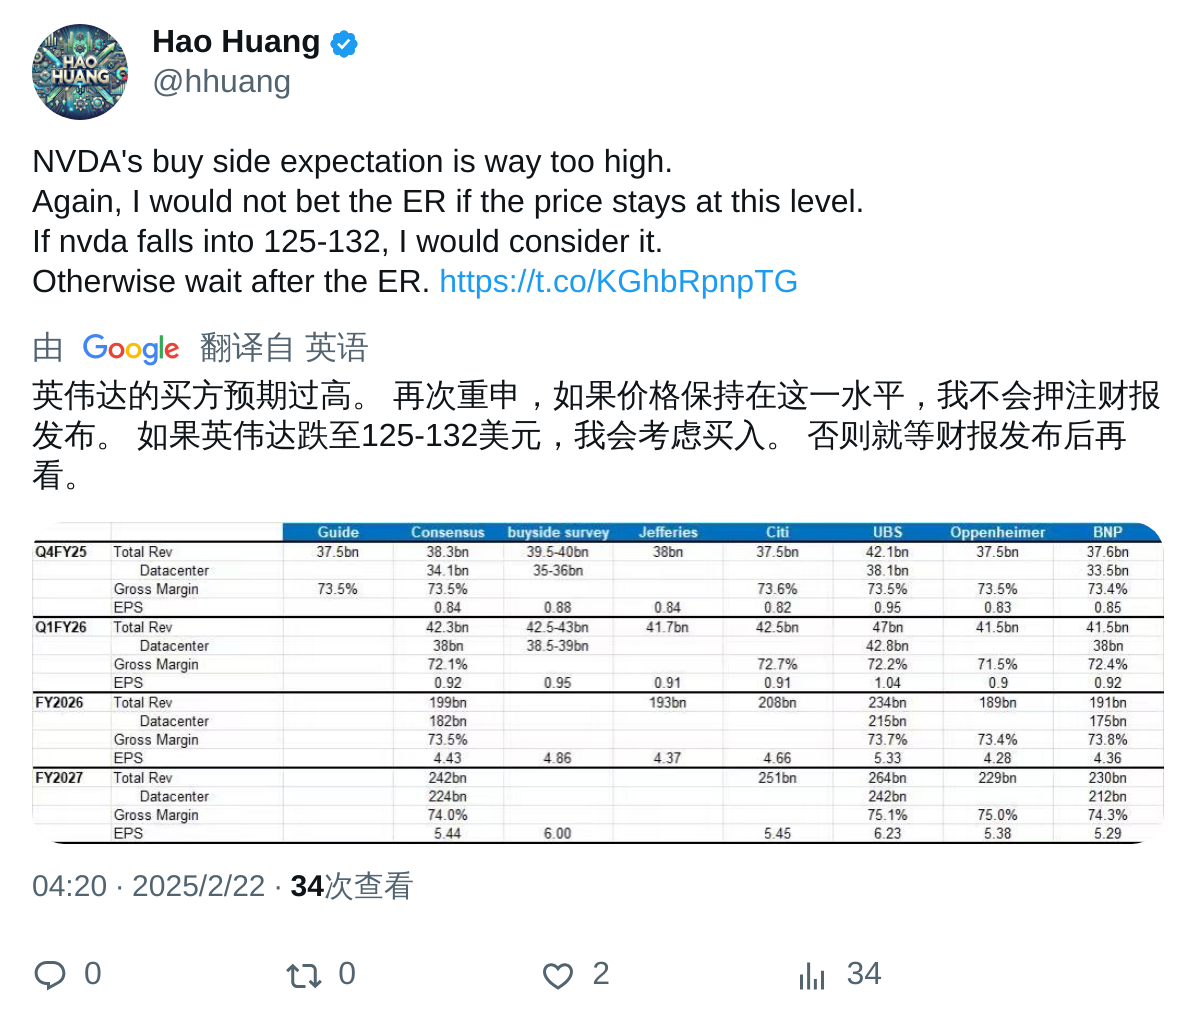 HAO
HUANG
Hao Huang
@hhuang
NVDA's buy side expectation is way too high.
Again, I would not bet the ER if the price stays at this level.
If nvda falls into 125-132, I would consider it.
Otherwise wait after the ER. https://t.co/KGhbRpnpTG
由 Google 翻译自 英语
英伟达的买方预期过高。 再次重申，如果价格保持在这一水平，我不会押注财报
发布。 如果英伟达跌至125-132美元，我会考虑买入。 否则就等财报发布后再
看。
Guide Consensus buyside survey Jefferies Citi UBS Oppenheimer BNP
Q4FY25 Total Rev 37.5bn 38.3bn 39.5-40bn 38bn 37.5bn 42.1bn 37.5bn 37.6bn
Datacenter 34.1bn 35-36bn 38.1bn 33.5bn
Gross Margin 73.5% 73.5% 73.6% 73.5% 73.5% 73.4%
EPS 0.84 0.88 0.84 0.82 0.95 0.83 0.85
Q1FY26 Total Rev 42.3bn 42.5-43bn 41.7bn 42.5bn 47bn 41.5bn 41.5bn
Datacenter 38bn 38.5-39bn 42.8bn 38bn
Gross Margin 72.1% 72.7% 72.2% 71.5% 72.4%
EPS 0.92 0.95 0.91 0.91 1.04 0.9 0.92
FY2026 Total Rev 199bn 193bn 208bn 234bn 189bn 191bn
Datacenter 182bn 215bn 175bn
Gross Margin 73.5% 73.7% 73.4% 73.8%
EPS 4.43 4.86 4.37 4.66 5.33 4.28 4.36
FY2027 Total Rev 242bn 251bn 264bn 229bn 230bn
Datacenter 224bn 242bn 212bn
Gross Margin 74.0% 75.1% 75.0% 74.3%
EPS 5.44 6.00 5.45 6.23 5.38 5.29
04:20 · 2025/2/22 · 34次查看
0 0 2 34